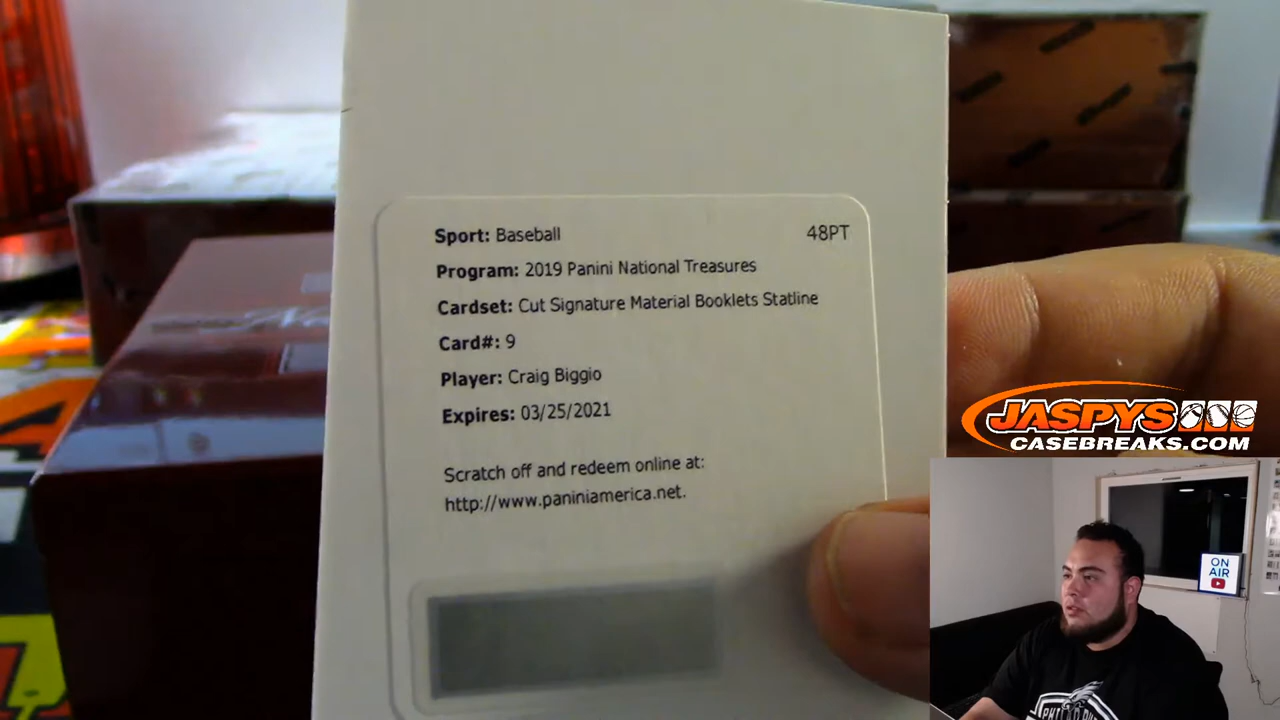 Sport: Baseball 48PT
Program: 2019 Panini National Treasures
Cardset: Cut Signature Material Booklets Statline
Card#: 9
Player: Craig Biggio
Expires: 03/25/2021
Scratch off and redeem online at:
http://www.paniniamerica.net.
JASPYS
CASEBREAKS.COM
ON
AIR